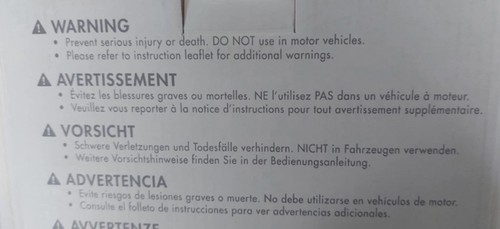 WARNING
• Prevent serious injury or death. DO NOT use in motor vehicles.
• Please refer to instruction leaflet for additional warnings.
AVERTISSEMENT
• Évitez les blessures graves ou mortelles. NE l'utilisez PAS dans un véhicule à moteur.
• Veuillez vous reporter à la notice d'instructions pour tout avertissement supplémentaire.
VORSICHT
• Schwere Verletzungen und Todesfälle verhindern. NICHT in Fahrzeugen verwenden.
• Weitere Vorsichtshinweise finden Sie in der Bedienungsanleitung.
ADVERTENCIA
• Evite riesgos de lesiones graves o muerte. No debe utilizarse en vehículos de motor.
• Consulte el folleto de instrucciones para ver advertencias adicionales.
AVVERTENZE